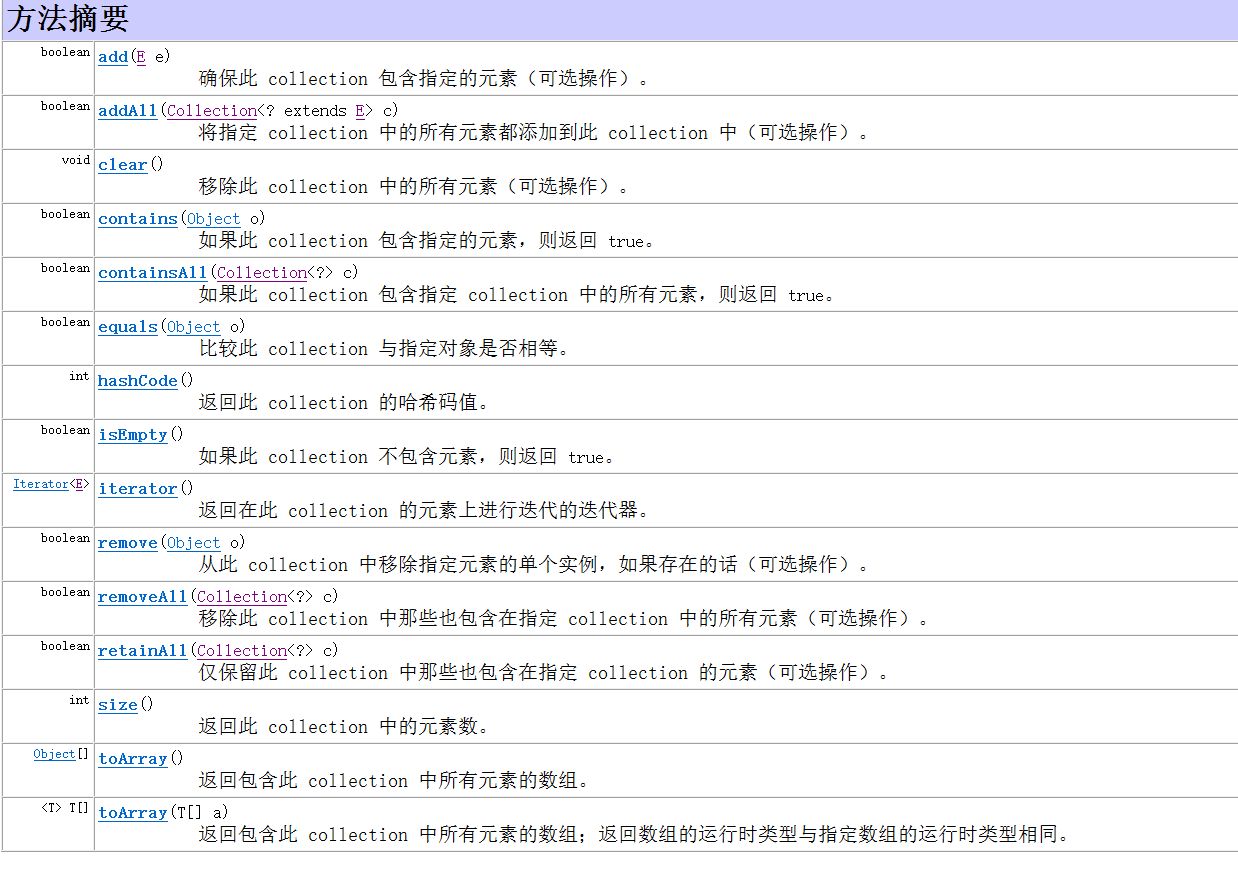 方法摘要
boolean add(E e)
确保此 collection 包含指定的元素（可选操作）。
boolean addAll(Collection<? extends E> c)
将指定 collection 中的所有元素都添加到此 collection 中（可选操作）。
void clear()
移除此 collection 中的所有元素（可选操作）。
boolean contains(Object o)
如果此 collection 包含指定的元素，则返回 true。
boolean containsAll(Collection<?> c)
如果此 collection 包含指定 collection 中的所有元素，则返回 true。
boolean equals(Object o)
比较此 collection 与指定对象是否相等。
int hashCode()
返回此 collection 的哈希码值。
boolean isEmpty()
如果此 collection 不包含元素，则返回 true。
Iterator<E> iterator()
返回在此 collection 的元素上进行迭代的迭代器。
boolean remove(Object o)
从此 collection 中移除指定元素的单个实例，如果存在的话（可选操作）。
boolean removeAll(Collection<?> c)
移除此 collection 中那些也包含在指定 collection 中的所有元素（可选操作）。
boolean retainAll(Collection<?> c)
仅保留此 collection 中那些也包含在指定 collection 的元素（可选操作）。
int size()
返回此 collection 中的元素数。
Object[] toArray()
返回包含此 collection 中所有元素的数组。
<T> T[] toArray(T[] a)
返回包含此 collection 中所有元素的数组；返回数组的运行时类型与指定数组的运行时类型相同。